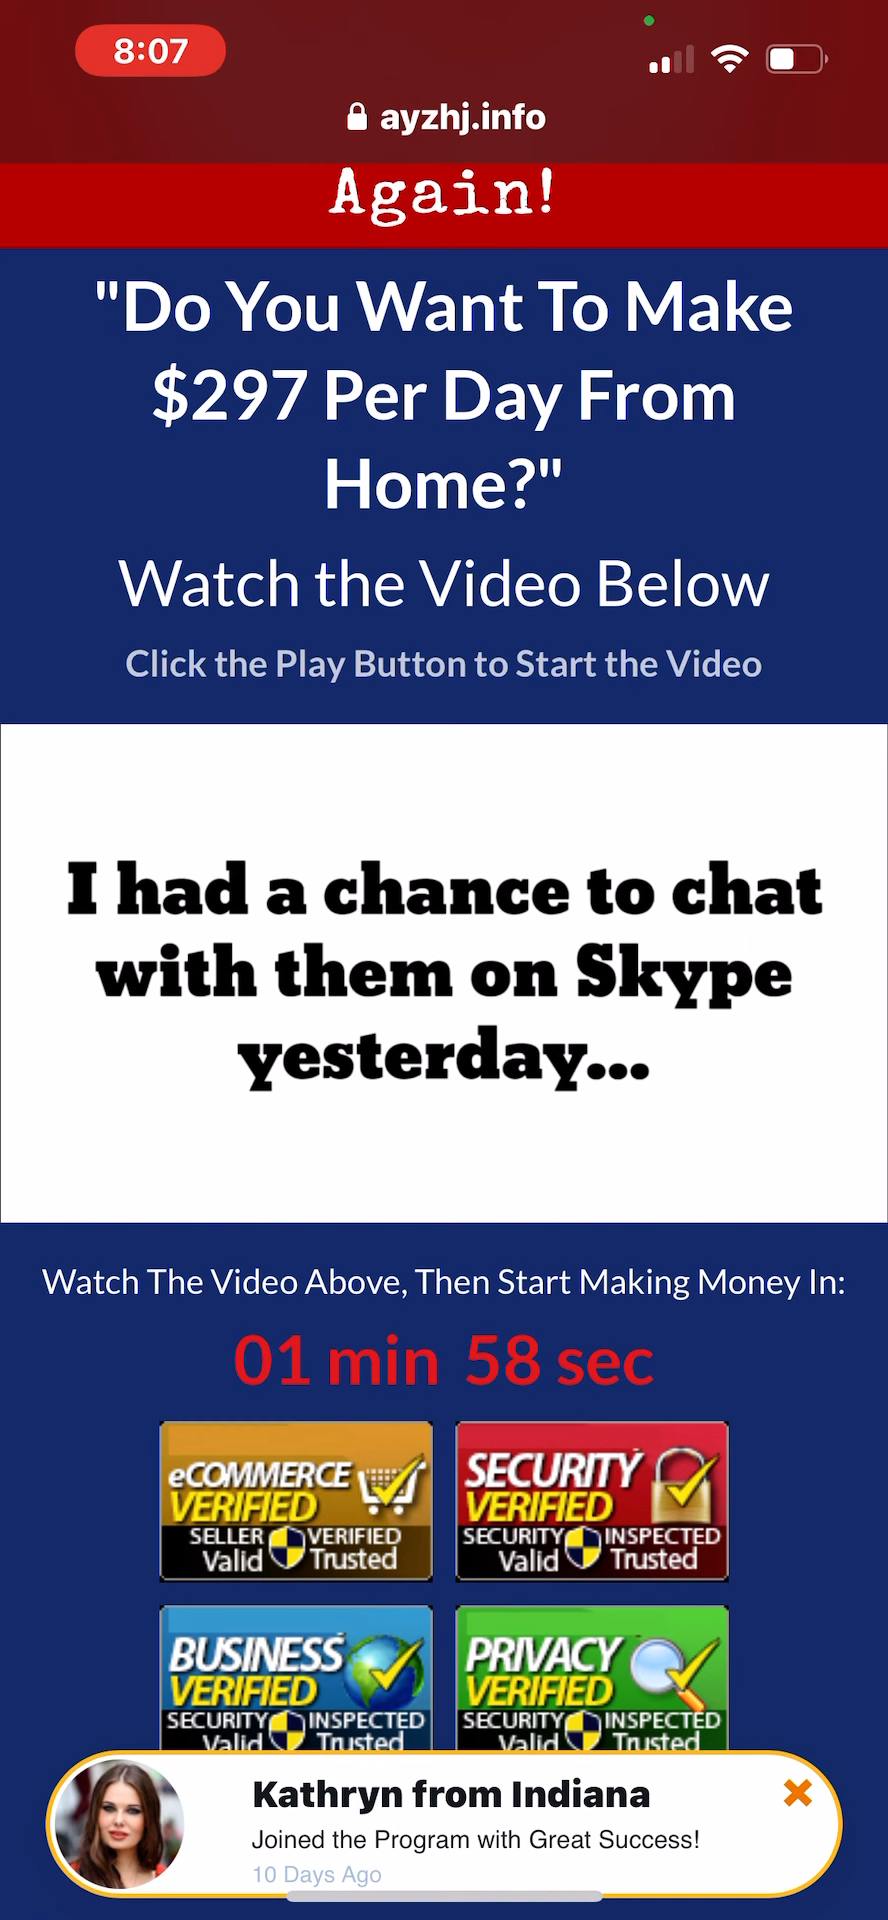 8:07
ayzhj.info
Again!
"Do You Want To Make
$297 Per Day From
Home?"
Watch the Video Below
Click the Play Button to Start the Video
I had a chance to chat
with them on Skype
yesterday...
Watch The Video Above, Then Start Making Money In:
01 min 58 sec
eCOMMERCE
VERIFIED
SELLER VERIFIED
Valid Trusted
SECURITY
VERIFIED
SECURITY INSPECTED
Valid Trusted
BUSINESS
VERIFIED
SECURITY INSPECTED
Valid Trusted
PRIVACY
VERIFIED
SECURITY INSPECTED
Valid Trusted
Kathryn from Indiana
Joined the Program with Great Success!
10 Days Ago